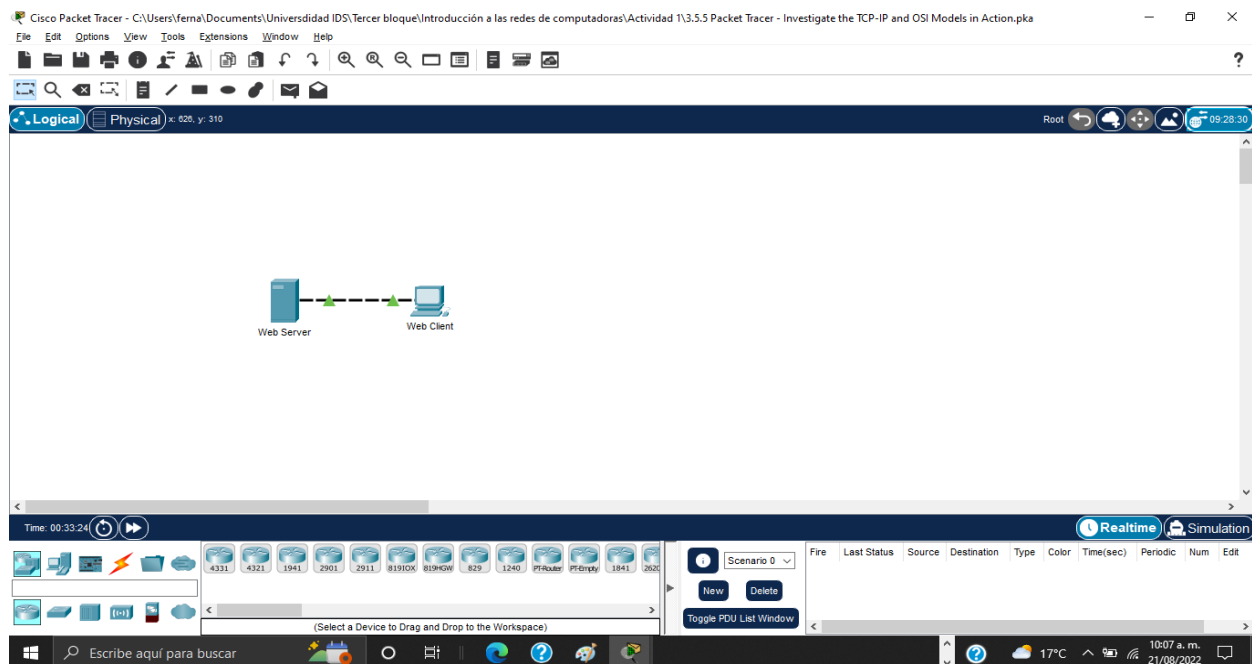 Cisco Packet Tracer - C:\Users\ferna\Documents\Universdidad IDS\Tercer bloque\Introducción a las redes de computadoras\Actividad 1\3.5.5 Packet Tracer - Investigate the TCP-IP and OSI Models in Action.pka
File Edit Options View Tools Extensions Window Help
?
Logical Physical x: 626, y: 310 Root 09:28:30
Web Server
Web Client
Time: 00:33:24 Realtime Simulation
Fire Last Status Source Destination Type Color Time(sec) Periodic Num Edit
Scenario 0
4331 4321 1941 2901 2911 819IOX 819HGW 829 1240 PT-Router PT-Empty 1841 2620
New Delete
Toggle PDU List Window
(Select a Device to Drag and Drop to the Workspace)
Escribe aquí para buscar 17°C 10:07 a. m.
21/08/2022